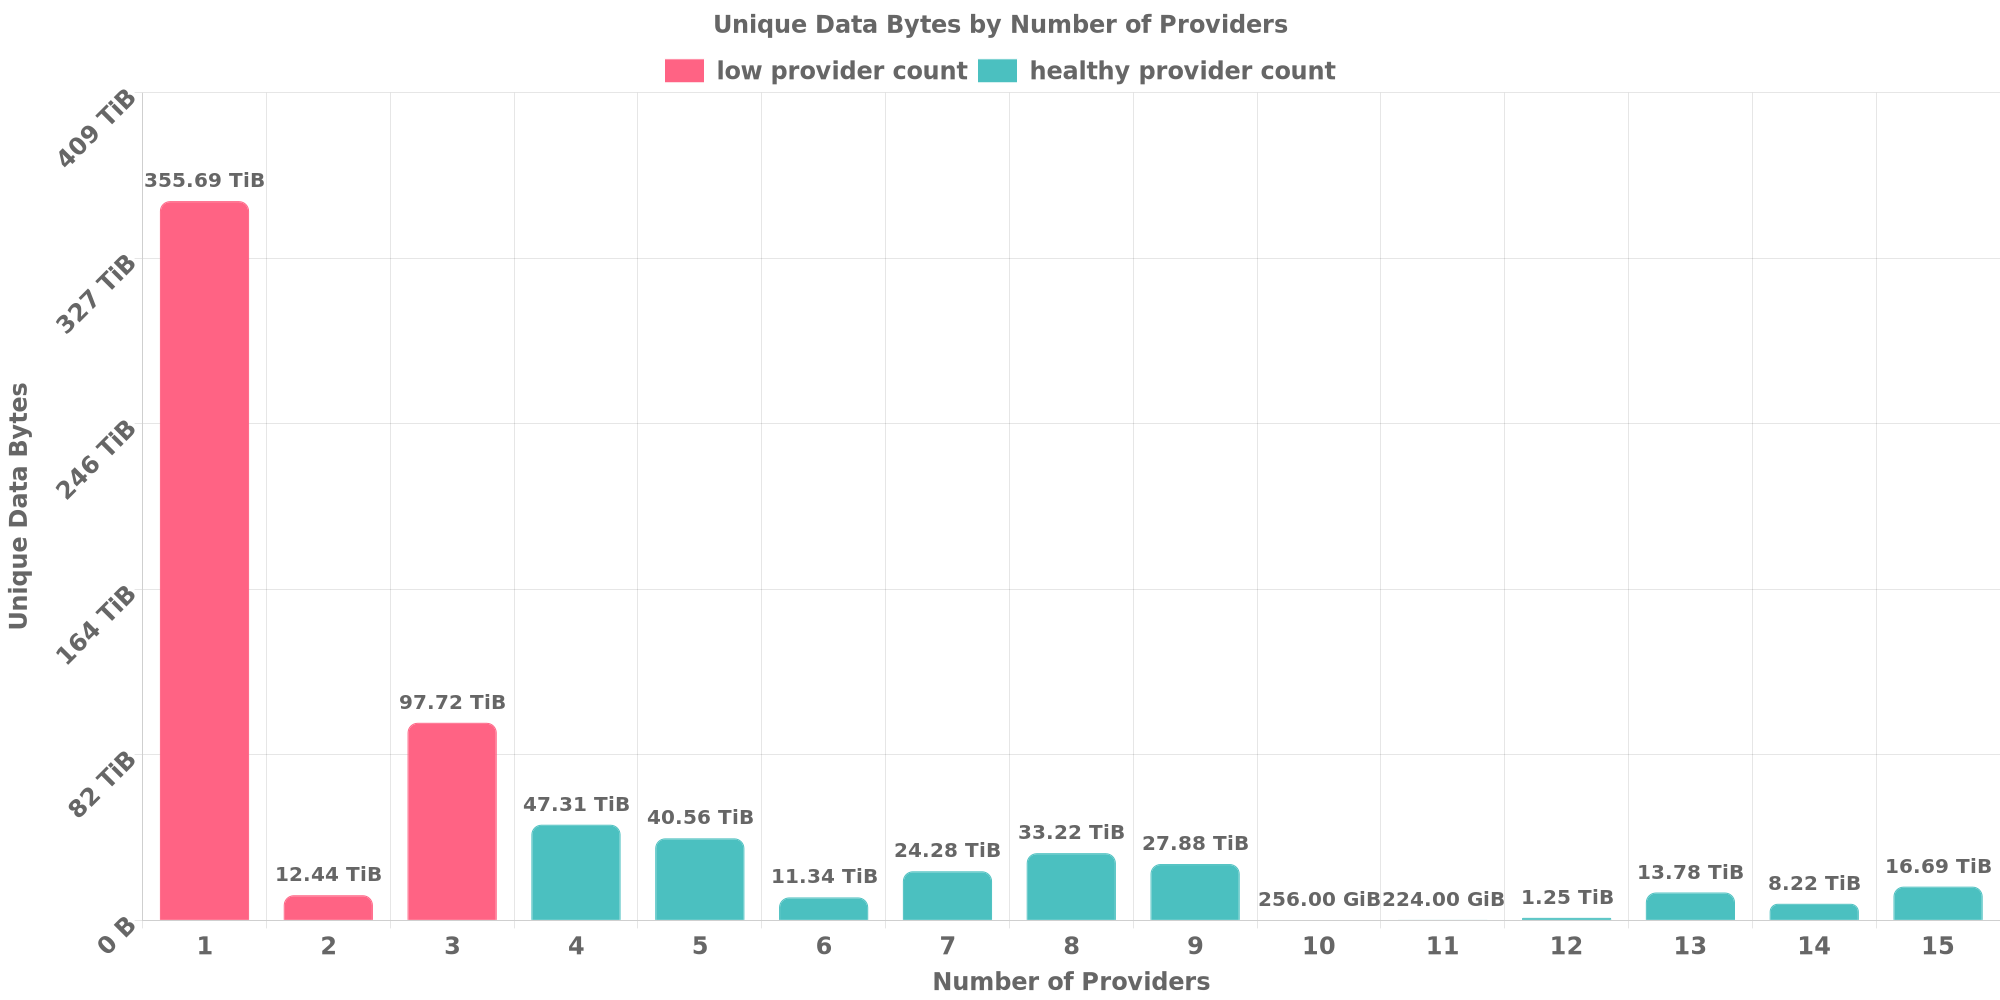 Unique Data Bytes by Number of Providers
low provider count healthy provider count
409 TiB
327 TiB
246 TiB
164 TiB
82 TiB
0 B
Unique Data Bytes
355.69 TiB
12.44 TiB
97.72 TiB
47.31 TiB
40.56 TiB
11.34 TiB
24.28 TiB
33.22 TiB
27.88 TiB
256.00 GiB
224.00 GiB
1.25 TiB
13.78 TiB
8.22 TiB
16.69 TiB
1 2 3 4 5 6 7 8 9 10 11 12 13 14 15
Number of Providers